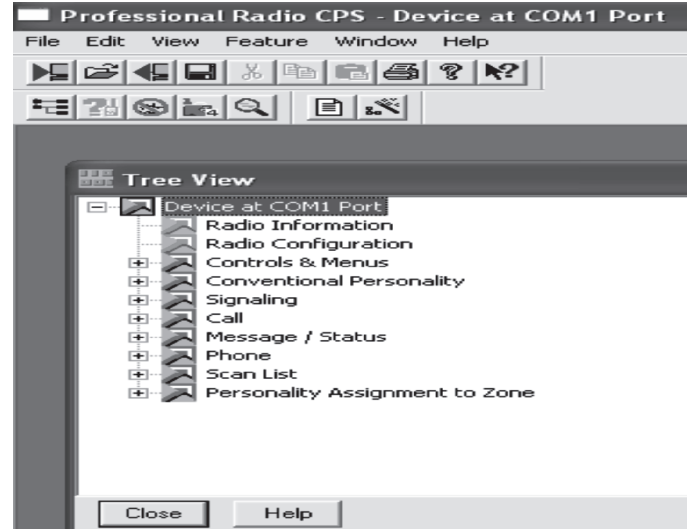 Professional Radio CPS - Device at COM1 Port
File Edit View Feature Window Help
Tree View
Device at COM1 Port
Radio Information
Radio Configuration
Controls & Menus
Conventional Personality
Signaling
Call
Message / Status
Phone
Scan List
Personality Assignment to Zone
Close Help